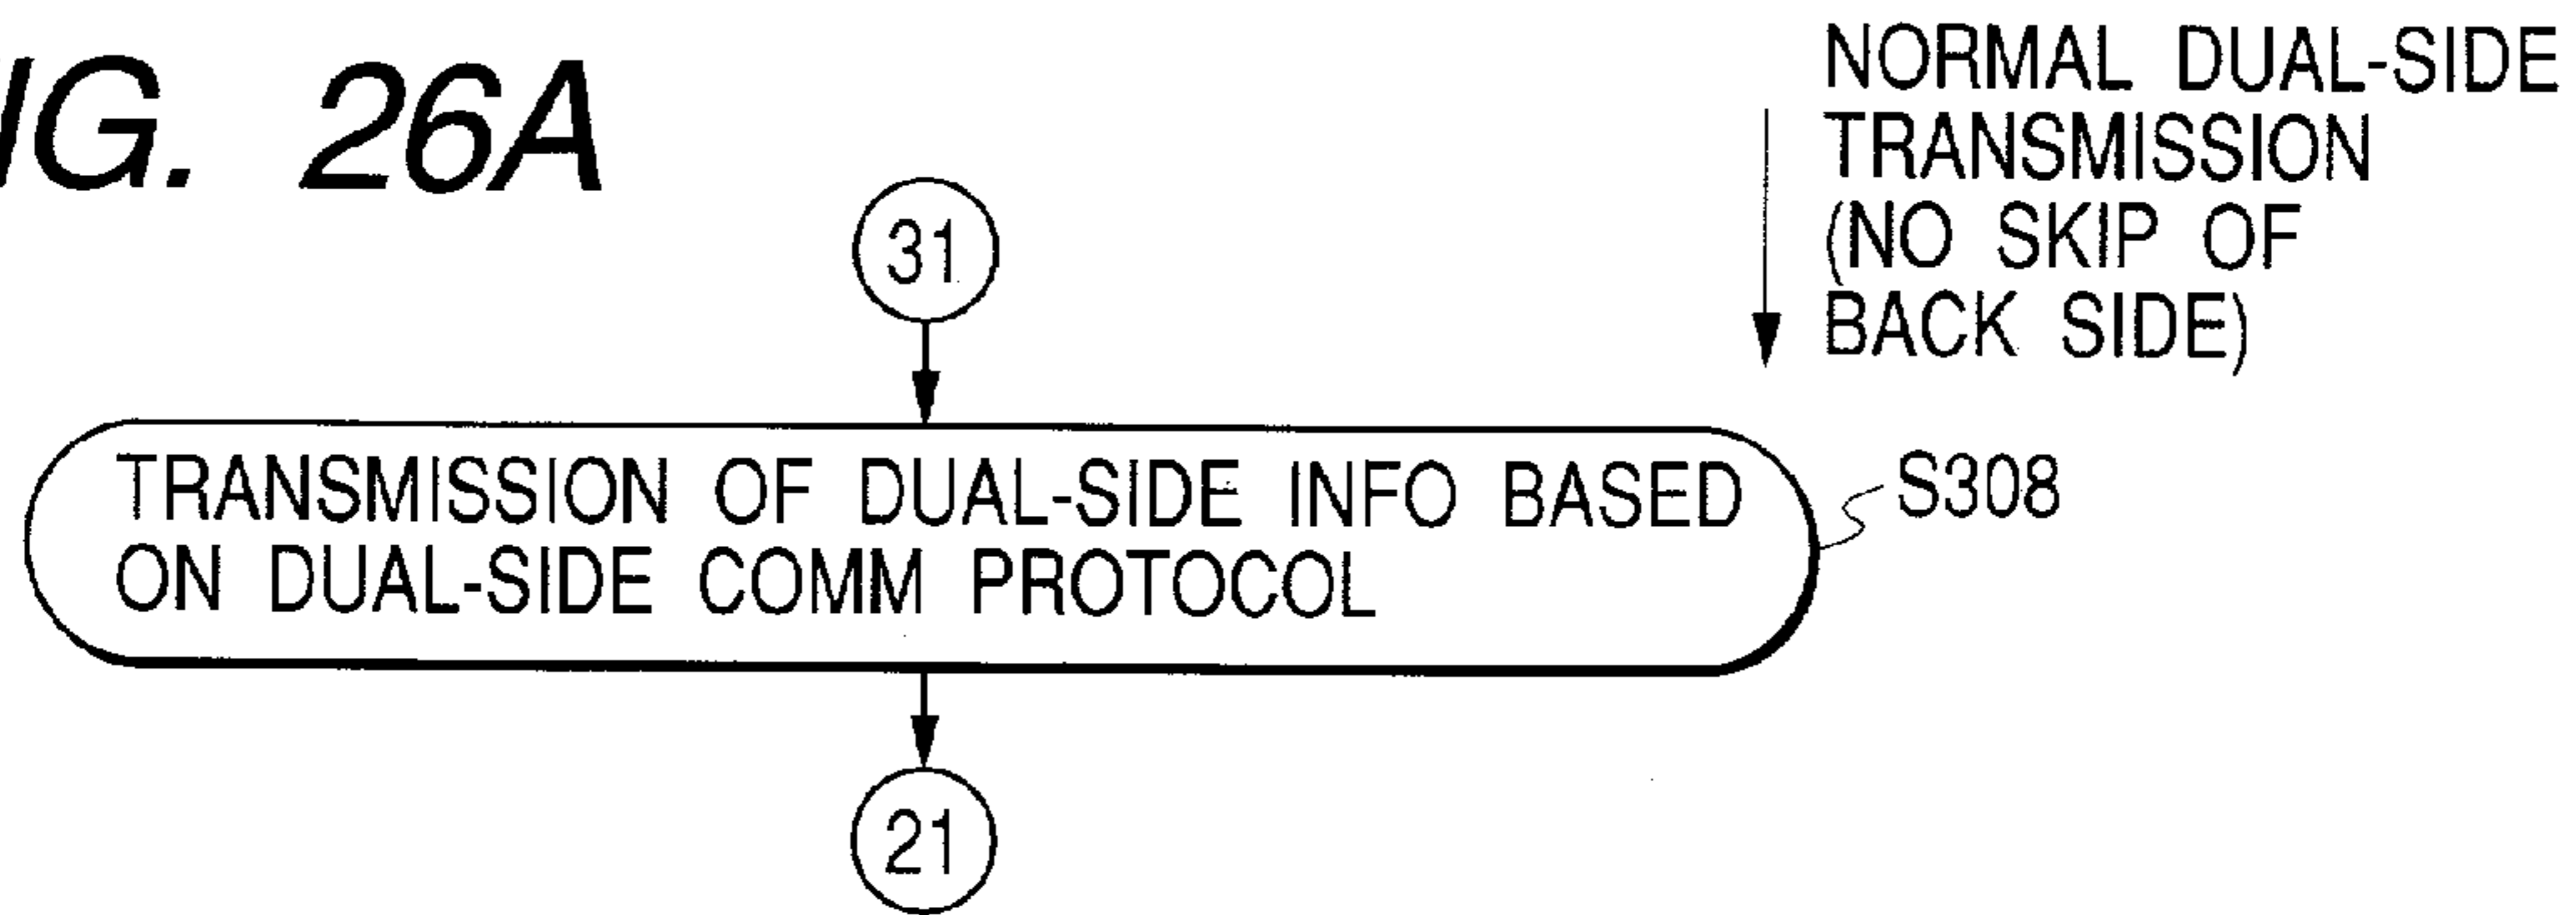 IG. 26A
NORMAL DUAL-SIDE
TRANSMISSION
(NO SKIP OF
BACK SIDE)
31
TRANSMISSION OF DUAL-SIDE INFO BASED
ON DUAL-SIDE COMM PROTOCOL
S308
21